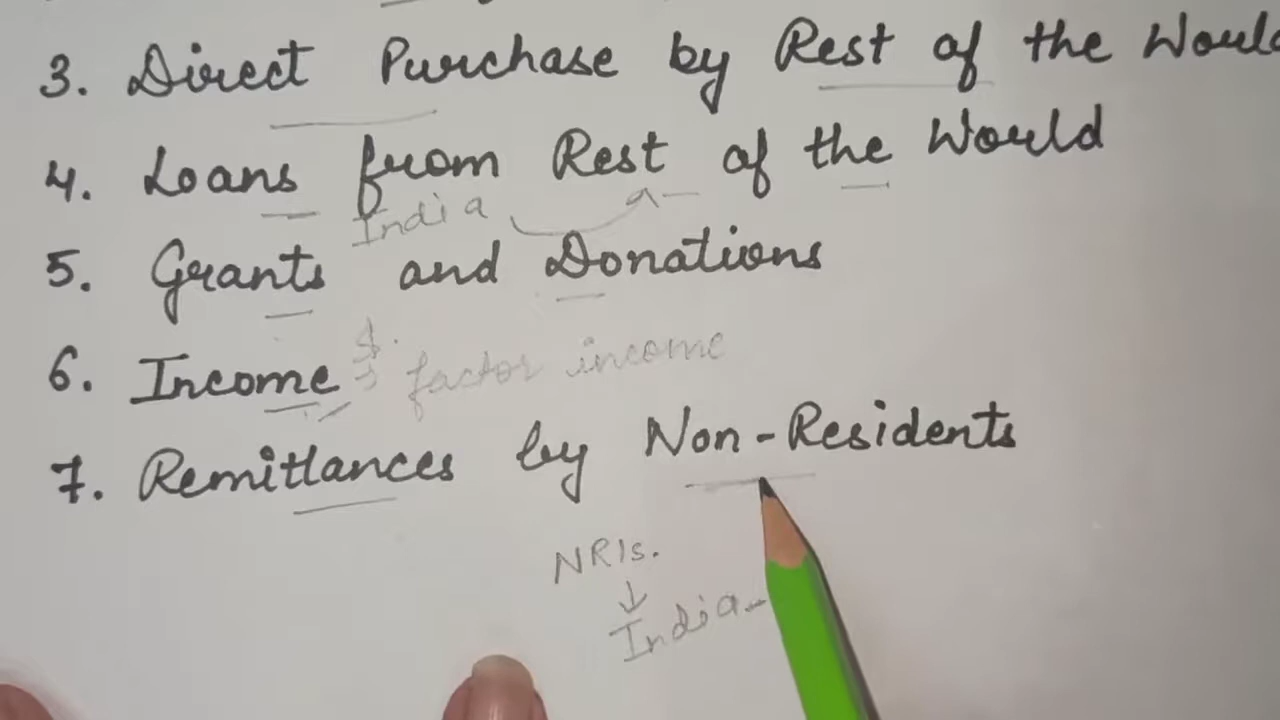 3. Direct Purchase by Rest of the World
4. Loans from Rest of the World
India
5. Grants and Donations
6. Income factor income
7. Remittances by Non-Residents
NRIs.
↓
India